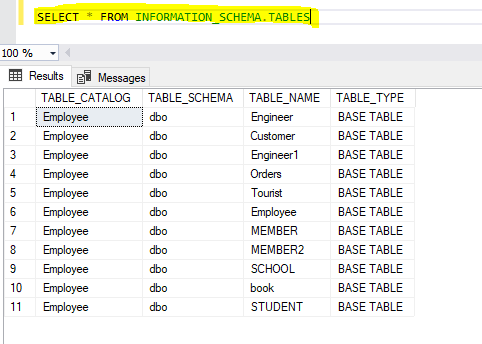 SELECT * FROM INFORMATION_SCHEMA.TABLES
100 %
Results Messages
TABLE_CATALOG TABLE_SCHEMA TABLE_NAME TABLE_TYPE
1 Employee dbo Engineer BASE TABLE
2 Employee dbo Customer BASE TABLE
3 Employee dbo Engineer1 BASE TABLE
4 Employee dbo Orders BASE TABLE
5 Employee dbo Tourist BASE TABLE
6 Employee dbo Employee BASE TABLE
7 Employee dbo MEMBER BASE TABLE
8 Employee dbo MEMBER2 BASE TABLE
9 Employee dbo SCHOOL BASE TABLE
10 Employee dbo book BASE TABLE
11 Employee dbo STUDENT BASE TABLE